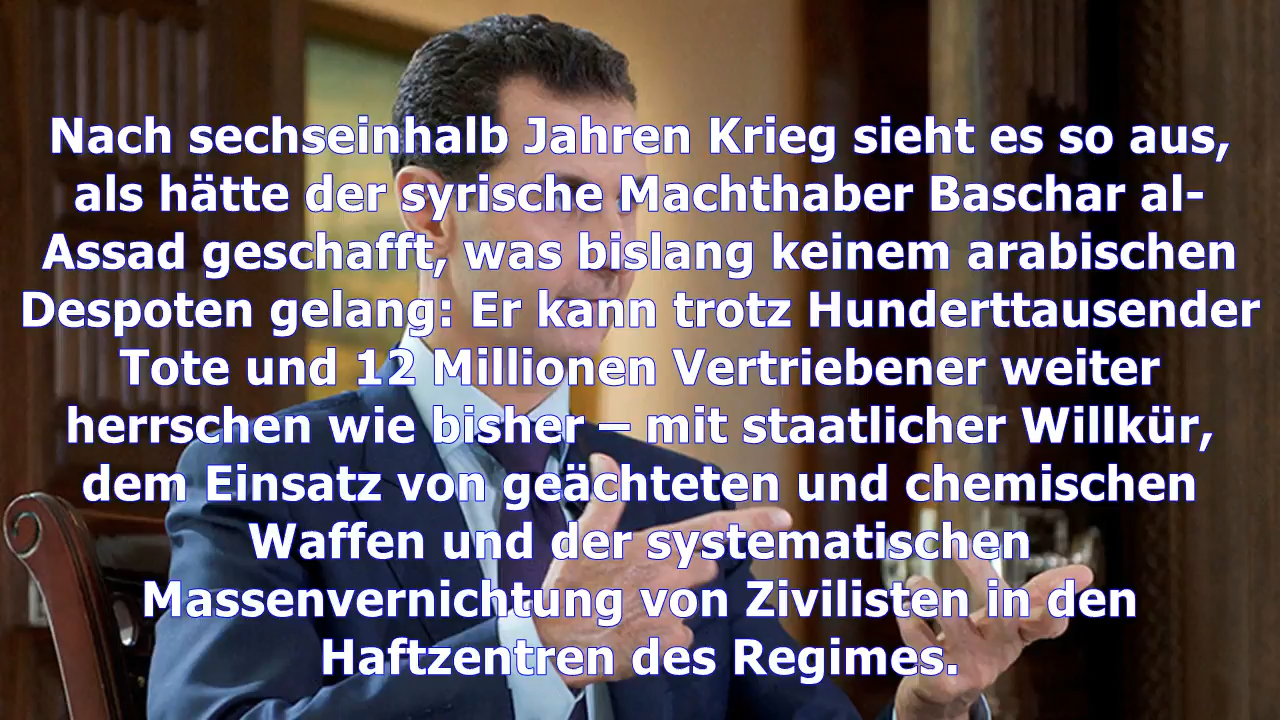 Nach sechseinhalb Jahren Krieg sieht es so aus,
als hätte der syrische Machthaber Baschar al-
Assad geschafft, was bislang keinem arabischen
Despoten gelang: Er kann trotz Hunderttausender
Tote und 12 Millionen Vertriebener weiter
herrschen wie bisher – mit staatlicher Willkür,
dem Einsatz von geächteten und chemischen
Waffen und der systematischen
Massenvernichtung von Zivilisten in den
Haftzentren des Regimes.